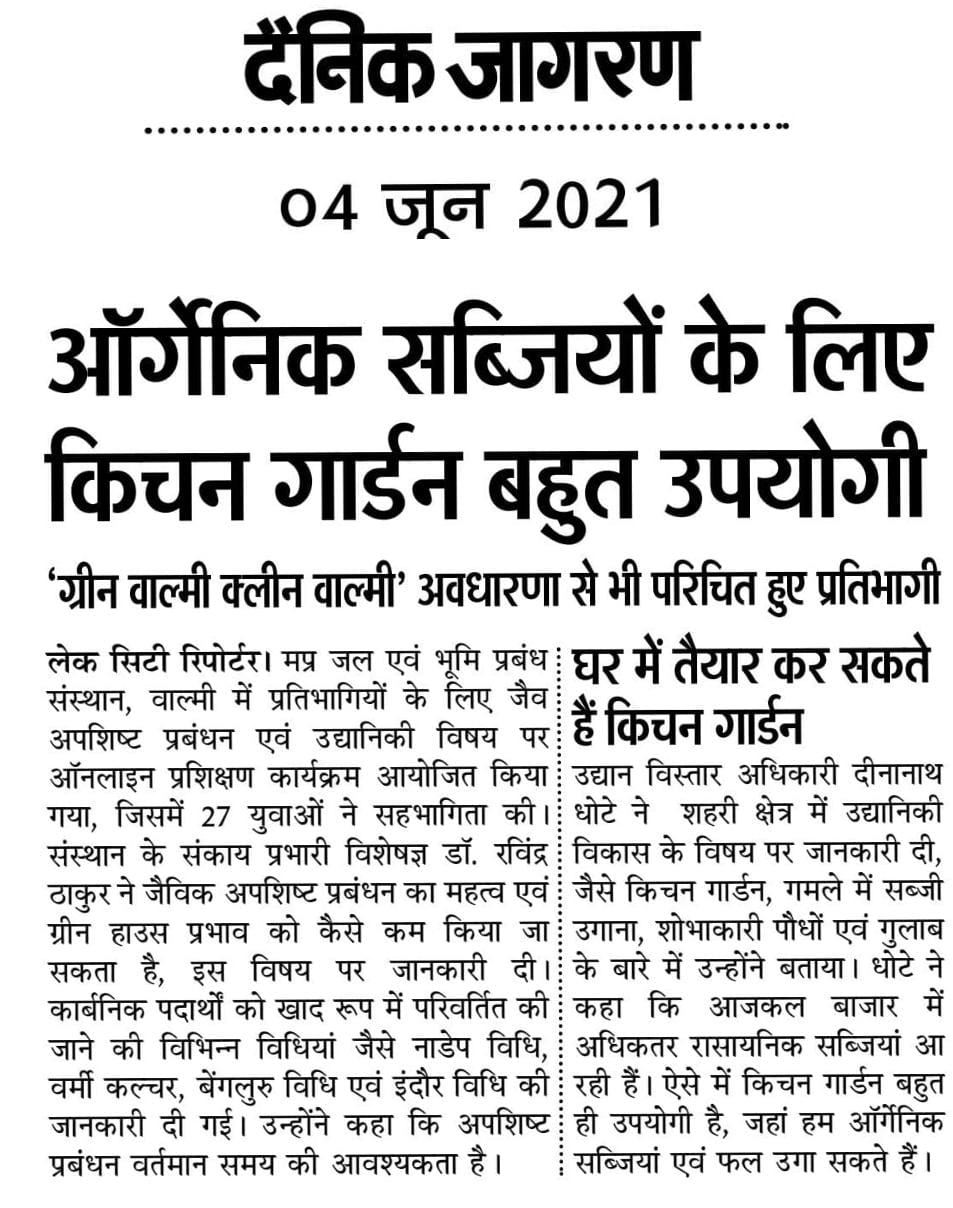 दैनिक जागरण
04 जून 2021
ऑर्गेनिक सब्जियों के लिए
किचन गार्डन बहुत उपयोगी
‘ग्रीन वाल्मी क्लीन वाल्मी’ अवधारणा से भी परिचित हुए प्रतिभागी
लेक सिटी रिपोर्टर। मप्र जल एवं भूमि प्रबंध
संस्थान, वाल्मी में प्रतिभागियों के लिए जैव
अपशिष्ट प्रबंधन एवं उद्यानिकी विषय पर
ऑनलाइन प्रशिक्षण कार्यक्रम आयोजित किया
गया, जिसमें 27 युवाओं ने सहभागिता की।
संस्थान के संकाय प्रभारी विशेषज्ञ डॉ. रविंद्र
ठाकुर ने जैविक अपशिष्ट प्रबंधन का महत्व एवं
ग्रीन हाउस प्रभाव को कैसे कम किया जा
सकता है, इस विषय पर जानकारी दी।
कार्बनिक पदार्थों को खाद रूप में परिवर्तित की
जाने की विभिन्न विधियां जैसे नाडेप विधि,
वर्मी कल्चर, बेंगलुरु विधि एवं इंदौर विधि की
जानकारी दी गई। उन्होंने कहा कि अपशिष्ट
प्रबंधन वर्तमान समय की आवश्यकता है।
घर में तैयार कर सकते
हैं किचन गार्डन
उद्यान विस्तार अधिकारी दीनानाथ
धोटे ने शहरी क्षेत्र में उद्यानिकी
विकास के विषय पर जानकारी दी,
जैसे किचन गार्डन, गमले में सब्जी
उगाना, शोभाकारी पौधों एवं गुलाब
के बारे में उन्होंने बताया। धोटे ने
कहा कि आजकल बाजार में
अधिकतर रासायनिक सब्जियां आ
रही हैं। ऐसे में किचन गार्डन बहुत
ही उपयोगी है, जहां हम ऑर्गेनिक
सब्जियां एवं फल उगा सकते हैं।